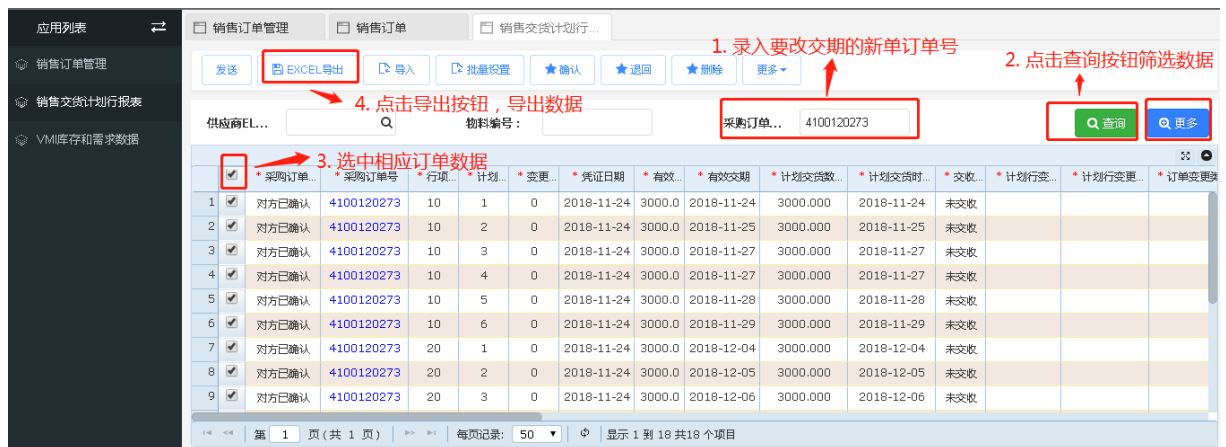 应用列表
销售订单管理
销售交货计划行报表
VMI库存和需求数据
销售订单管理 销售订单 销售交货计划行...
1. 录入要改交期的新单订单号
2. 点击查询按钮筛选数据
发送 EXCEL导出 导入 批量设置 确认 退回 删除 更多
4. 点击导出按钮，导出数据
供应商EL... 物料编号： 采购订单... 4100120273 查询 更多
3. 选中相应订单数据
* 采购订单... * 采购订单号 * 行项... * 计划... * 变更... * 凭证日期 * 有效... * 有效交期 * 计划交货数... * 计划交货时... * 交收... * 计划行变... * 计划行变更... * 订单变更
1 对方已确认 4100120273 10 1 0 2018-11-24 3000.0 2018-11-24 3000.000 2018-11-24 未交收
2 对方已确认 4100120273 10 2 0 2018-11-24 3000.0 2018-11-25 3000.000 2018-11-25 未交收
3 对方已确认 4100120273 10 3 0 2018-11-24 3000.0 2018-11-27 3000.000 2018-11-27 未交收
4 对方已确认 4100120273 10 4 0 2018-11-24 3000.0 2018-11-27 3000.000 2018-11-27 未交收
5 对方已确认 4100120273 10 5 0 2018-11-24 3000.0 2018-11-28 3000.000 2018-11-28 未交收
6 对方已确认 4100120273 10 6 0 2018-11-24 3000.0 2018-11-29 3000.000 2018-11-29 未交收
7 对方已确认 4100120273 20 1 0 2018-11-24 3000.0 2018-12-04 3000.000 2018-12-04 未交收
8 对方已确认 4100120273 20 2 0 2018-11-24 3000.0 2018-12-05 3000.000 2018-12-05 未交收
9 对方已确认 4100120273 20 3 0 2018-11-24 3000.0 2018-12-06 3000.000 2018-12-06 未交收
第 1 页(共 1 页) 每页记录: 50 显示 1 到 18 共18 个项目